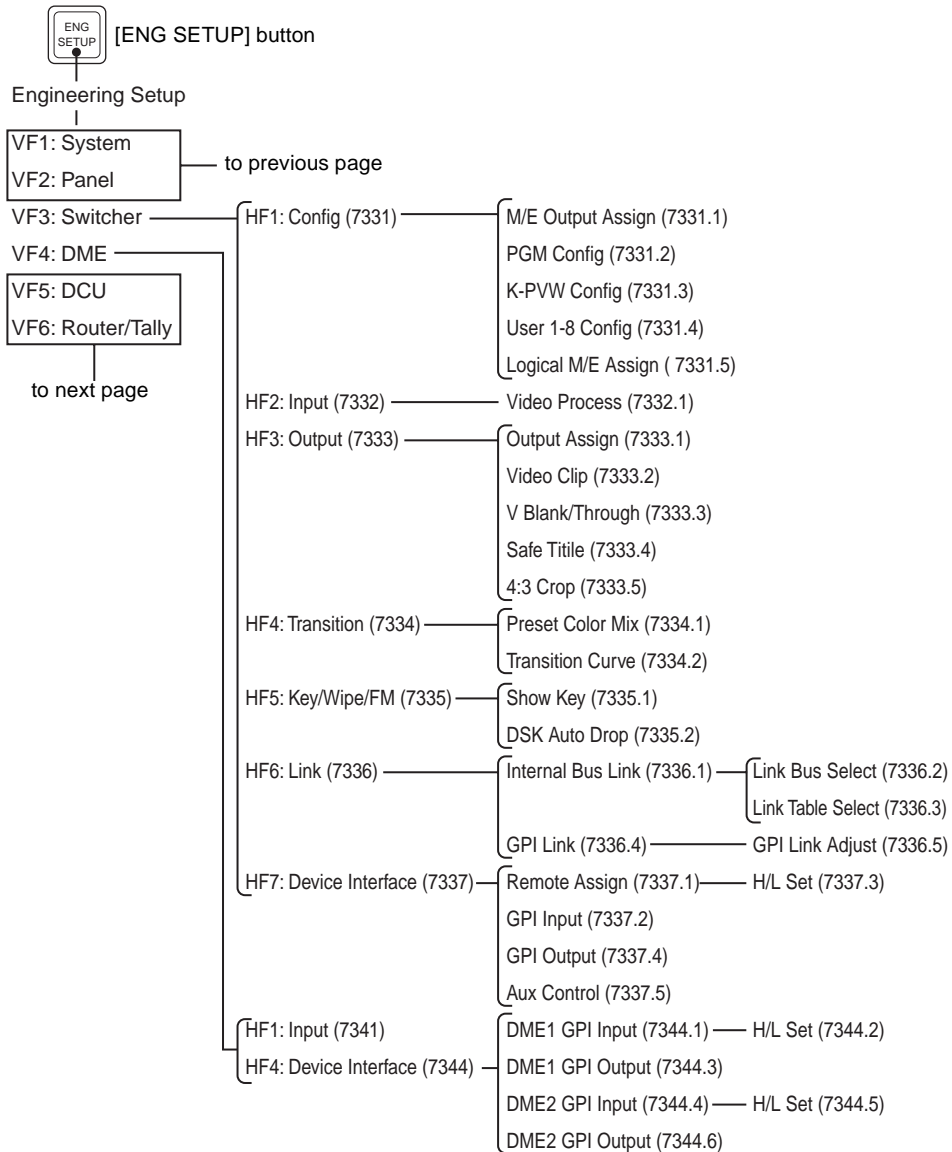 ENG
SETUP
[ENG SETUP] button
Engineering Setup
VF1: System
VF2: Panel
to previous page
VF3: Switcher
HF1: Config (7331)
M/E Output Assign (7331.1)
PGM Config (7331.2)
K-PVW Config (7331.3)
User 1-8 Config (7331.4)
Logical M/E Assign ( 7331.5)
VF4: DME
VF5: DCU
VF6: Router/Tally
to next page
HF2: Input (7332)
Video Process (7332.1)
HF3: Output (7333)
Output Assign (7333.1)
Video Clip (7333.2)
V Blank/Through (7333.3)
Safe Titile (7333.4)
4:3 Crop (7333.5)
HF4: Transition (7334)
Preset Color Mix (7334.1)
Transition Curve (7334.2)
HF5: Key/Wipe/FM (7335)
Show Key (7335.1)
DSK Auto Drop (7335.2)
HF6: Link (7336)
Internal Bus Link (7336.1)
Link Bus Select (7336.2)
Link Table Select (7336.3)
GPI Link (7336.4)
GPI Link Adjust (7336.5)
HF7: Device Interface (7337)
Remote Assign (7337.1)
H/L Set (7337.3)
GPI Input (7337.2)
GPI Output (7337.4)
Aux Control (7337.5)
HF1: Input (7341)
HF4: Device Interface (7344)
DME1 GPI Input (7344.1)
H/L Set (7344.2)
DME1 GPI Output (7344.3)
DME2 GPI Input (7344.4)
H/L Set (7344.5)
DME2 GPI Output (7344.6)